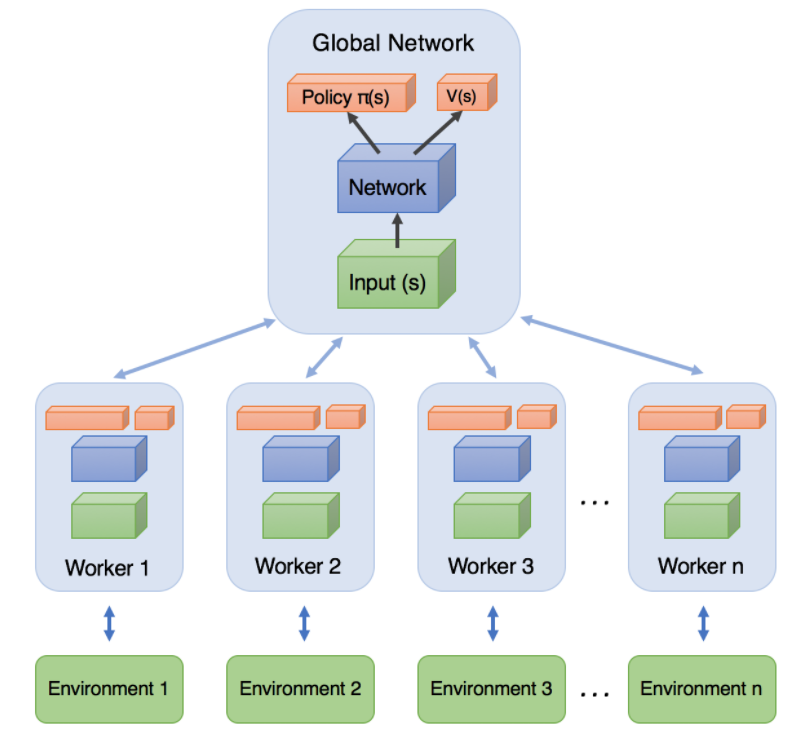 Global Network
Policy π(s)
V(s)
Network
Input (s)
Worker 1
Worker 2
Worker 3
...
Worker n
Environment 1
Environment 2
Environment 3
...
Environment n